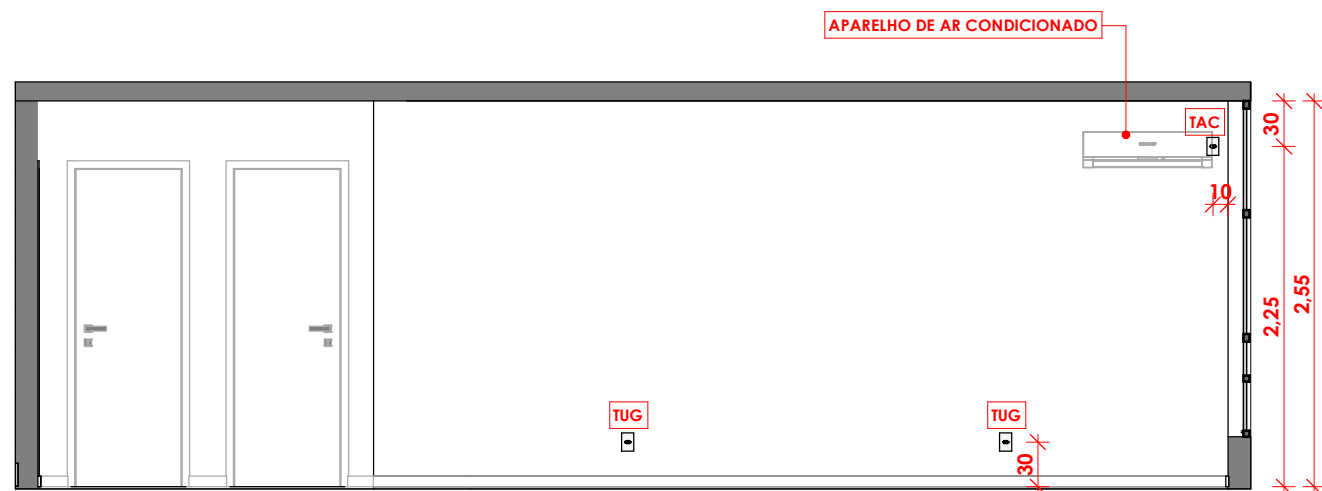 APARELHO DE AR CONDICIONADO
TAC
30
10
2,25
2,55
TUG
TUG
30